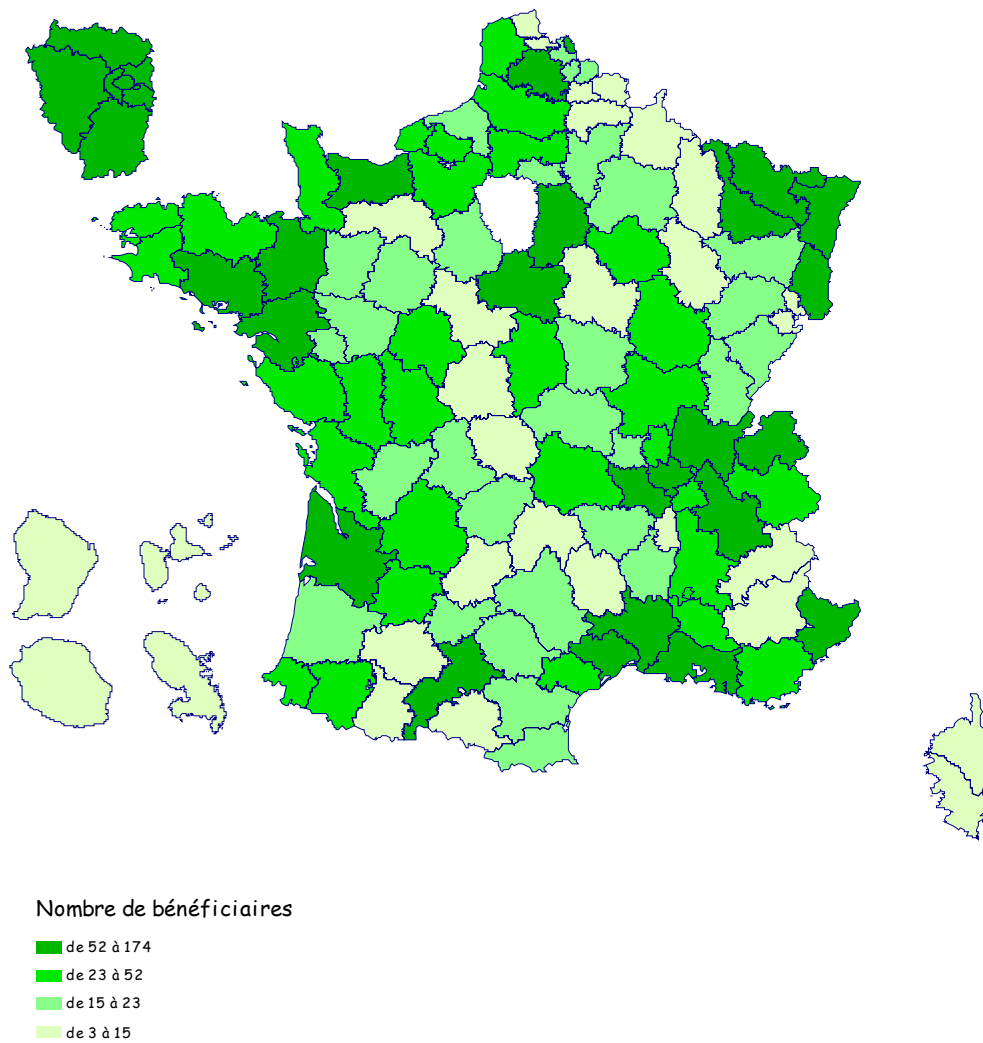 Nombre de bénéficiaires
de 52 à 174
de 23 à 52
de 15 à 23
de 3 à 15